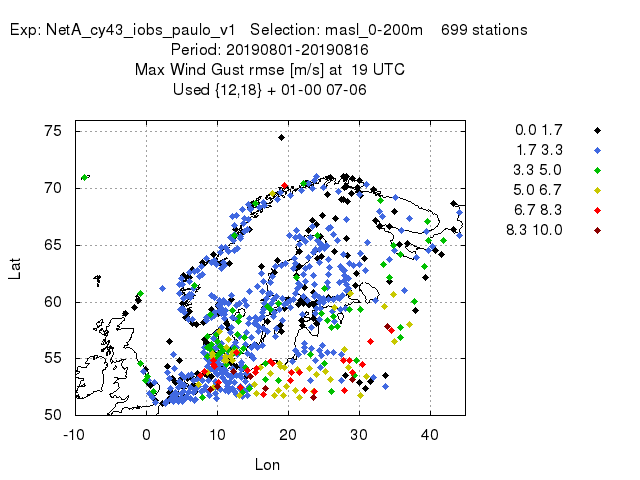 Exp: NetA_cy43_iobs_paulo_v1 Selection: masl_0-200m 699 stations
Period: 20190801-20190816
Max Wind Gust rmse [m/s] at 19 UTC
Used {12,18} + 01-00 07-06
75
70
65
60
55
50
Lat
-10 0 10 20 30 40
Lon
0.0 1.7
1.7 3.3
3.3 5.0
5.0 6.7
6.7 8.3
8.3 10.0